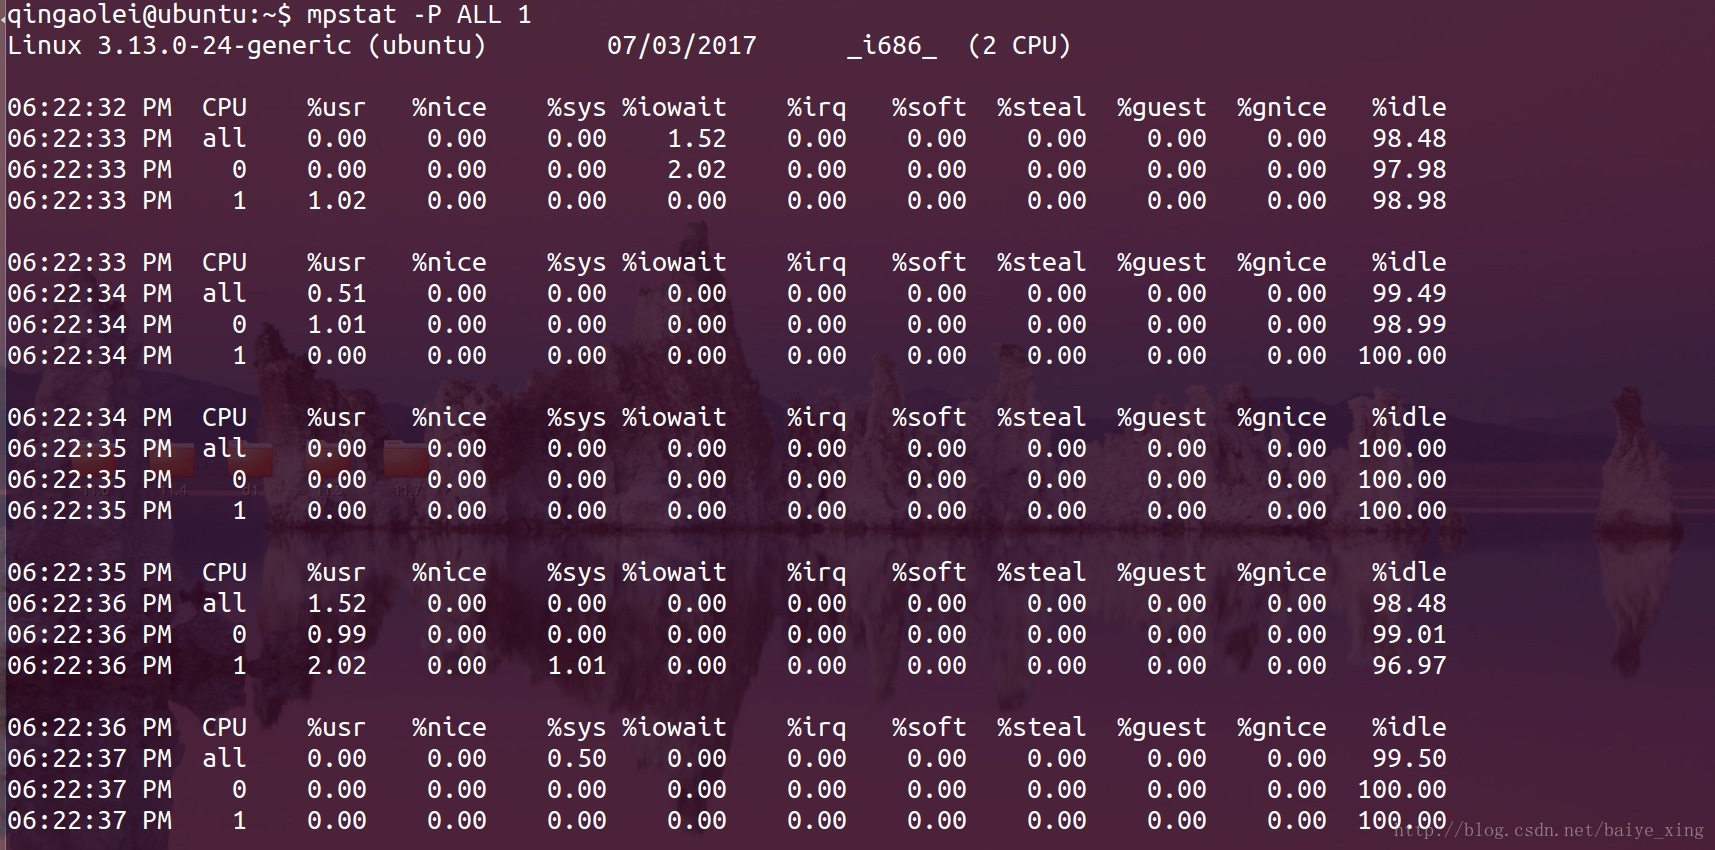 qingaolei@ubuntu:~$ mpstat -P ALL 1
Linux 3.13.0-24-generic (ubuntu)        07/03/2017      _i686_  (2 CPU)
06:22:32 PM  CPU    %usr   %nice    %sys %iowait    %irq   %soft  %steal  %guest  %gnice   %idle
06:22:33 PM  all    0.00    0.00    0.00    1.52    0.00    0.00    0.00    0.00    0.00   98.48
06:22:33 PM    0    0.00    0.00    0.00    2.02    0.00    0.00    0.00    0.00    0.00   97.98
06:22:33 PM    1    1.02    0.00    0.00    0.00    0.00    0.00    0.00    0.00    0.00   98.98
06:22:33 PM  CPU    %usr   %nice    %sys %iowait    %irq   %soft  %steal  %guest  %gnice   %idle
06:22:34 PM  all    0.51    0.00    0.00    0.00    0.00    0.00    0.00    0.00    0.00   99.49
06:22:34 PM    0    1.01    0.00    0.00    0.00    0.00    0.00    0.00    0.00    0.00   98.99
06:22:34 PM    1    0.00    0.00    0.00    0.00    0.00    0.00    0.00    0.00    0.00  100.00
06:22:34 PM  CPU    %usr   %nice    %sys %iowait    %irq   %soft  %steal  %guest  %gnice   %idle
06:22:35 PM  all    0.00    0.00    0.00    0.00    0.00    0.00    0.00    0.00    0.00  100.00
06:22:35 PM    0    0.00    0.00    0.00    0.00    0.00    0.00    0.00    0.00    0.00  100.00
06:22:35 PM    1    0.00    0.00    0.00    0.00    0.00    0.00    0.00    0.00    0.00  100.00
06:22:35 PM  CPU    %usr   %nice    %sys %iowait    %irq   %soft  %steal  %guest  %gnice   %idle
06:22:36 PM  all    1.52    0.00    0.00    0.00    0.00    0.00    0.00    0.00    0.00   98.48
06:22:36 PM    0    0.99    0.00    0.00    0.00    0.00    0.00    0.00    0.00    0.00   99.01
06:22:36 PM    1    2.02    0.00    1.01    0.00    0.00    0.00    0.00    0.00    0.00   96.97
06:22:36 PM  CPU    %usr   %nice    %sys %iowait    %irq   %soft  %steal  %guest  %gnice   %idle
06:22:37 PM  all    0.00    0.00    0.50    0.00    0.00    0.00    0.00    0.00    0.00   99.50
06:22:37 PM    0    0.00    0.00    0.00    0.00    0.00    0.00    0.00    0.00    0.00  100.00
06:22:37 PM    1    0.00    0.00    0.00    0.00    0.00    0.00    0.00    0.00    0.00  100.00
http://blog.csdn.net/baiye_xing